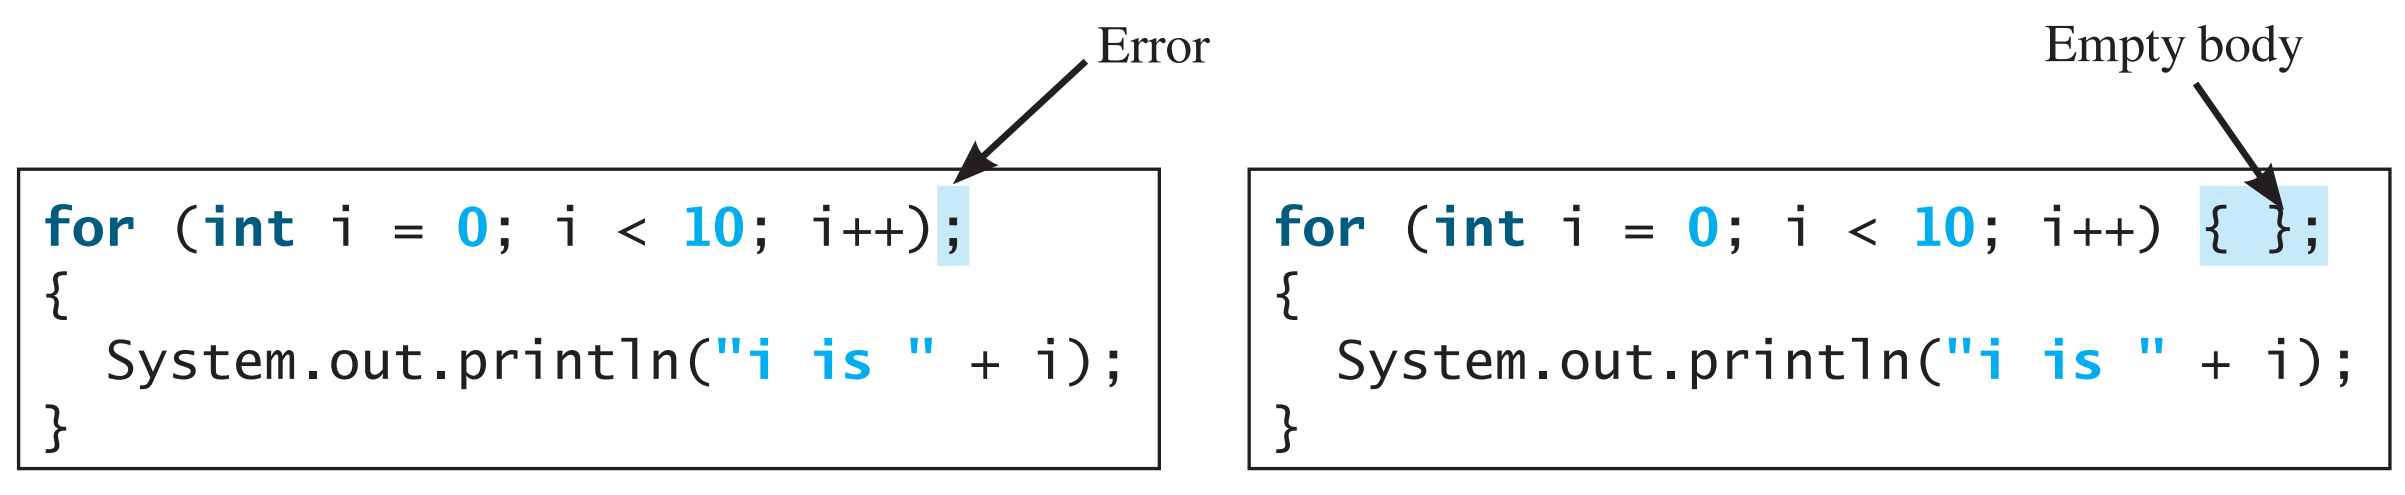 Error
for (int i = 0; i < 10; i++);
{
  System.out.println("i is " + i);
}
Empty body
for (int i = 0; i < 10; i++) { };
{
  System.out.println("i is " + i);
}